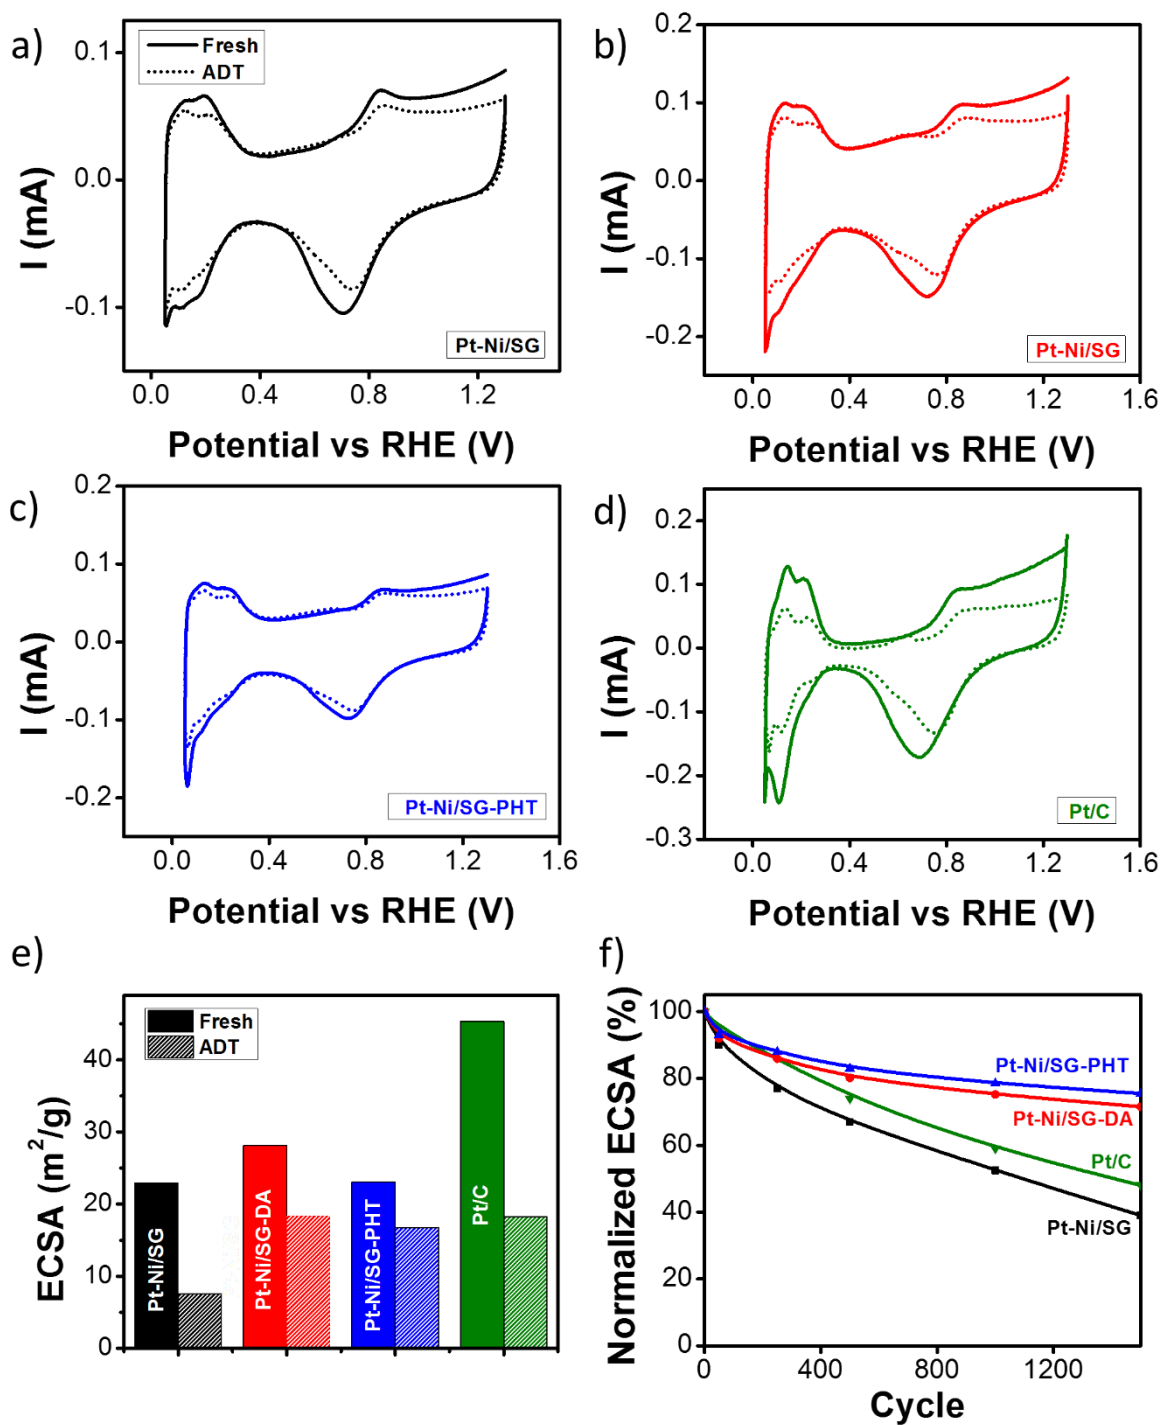 a)
Fresh
ADT
0.1
0.0
-0.1
I (mA)
Pt-Ni/SG
0.0 0.4 0.8 1.2
Potential vs RHE (V)
b)
0.2
0.1
0.0
-0.1
-0.2
I (mA)
Pt-Ni/SG
0.0 0.4 0.8 1.2 1.6
Potential vs RHE (V)
c)
0.2
0.1
0.0
-0.1
-0.2
I (mA)
Pt-Ni/SG-PHT
0.0 0.4 0.8 1.2 1.6
Potential vs RHE (V)
d)
0.2
0.1
0.0
-0.1
-0.2
-0.3
I (mA)
Pt/C
0.0 0.4 0.8 1.2 1.6
Potential vs RHE (V)
e)
Fresh
ADT
40
30
20
10
0
ECSA (m²/g)
Pt-Ni/SG
Pt-Ni/SG-DA
Pt-Ni/SG-PHT
Pt/C
f)
100
80
60
40
20
0
Normalized ECSA (%)
Pt-Ni/SG-PHT
Pt-Ni/SG-DA
Pt/C
Pt-Ni/SG
0 400 800 1200
Cycle